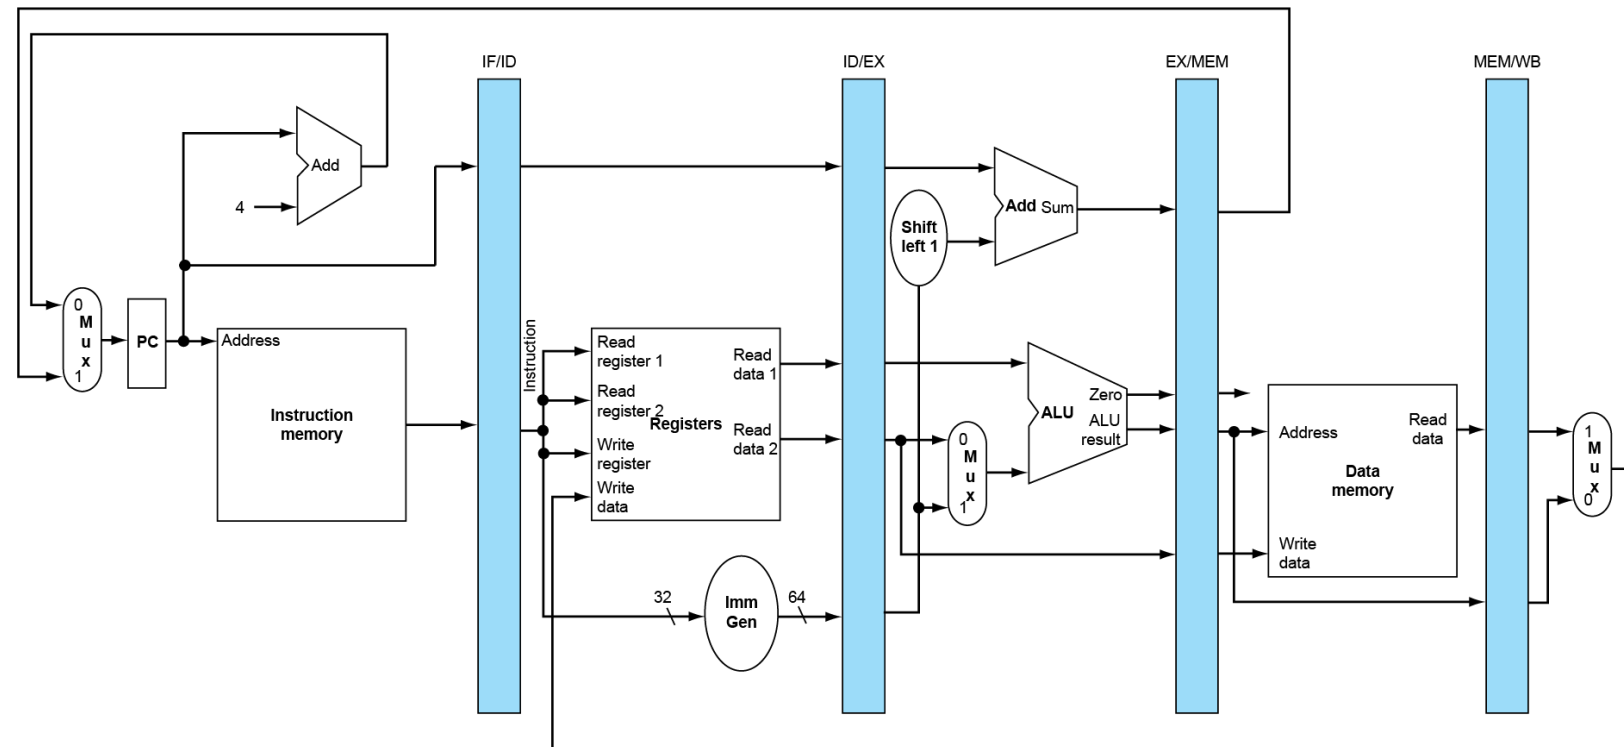 IF/ID
ID/EX
EX/MEM
MEM/WB
Add
4
Add Sum
Shift
left 1
0
M
u
x
1
PC
Address
Instruction
memory
Instruction
Read
register 1
Read
register 2
Write
register
Write
data
Registers
Read
data 1
Read
data 2
32
Imm
Gen
64
0
M
u
x
1
ALU
Zero
ALU
result
Address
Read
data
Data
memory
Write
data
1
M
u
x
0